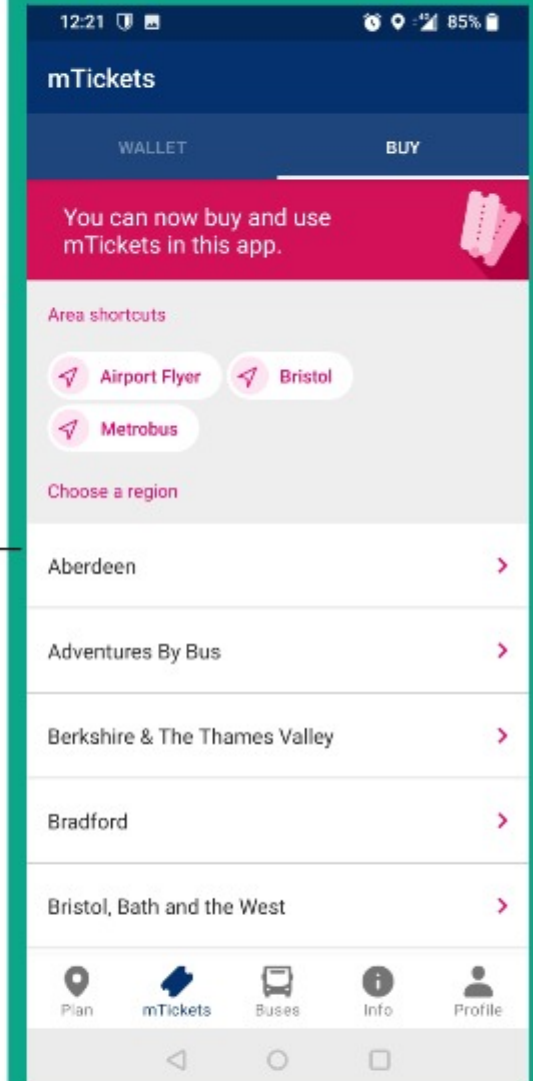 12:21 85%
mTickets
WALLET BUY
You can now buy and use
mTickets in this app.
Area shortcuts
Airport Flyer Bristol
Metrobus
Choose a region
Aberdeen
Adventures By Bus
Berkshire & The Thames Valley
Bradford
Bristol, Bath and the West
Plan mTickets Buses Info Profile